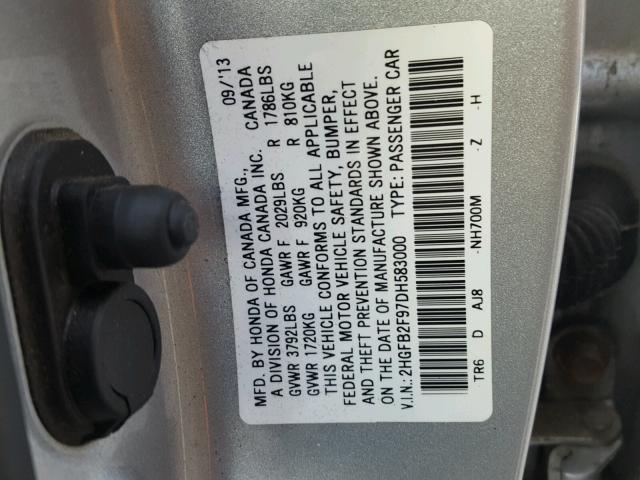 MFD. BY HONDA OF CANADA MFG., 09/'13
A DIVISION OF HONDA CANADA INC. CANADA
GVWR 3792LBS GAWR F 2029LBS R 1786LBS
GVWR 1720KG GAWR F 920KG R 810KG
THIS VEHICLE CONFORMS TO ALL APPLICABLE
FEDERAL MOTOR VEHICLE SAFETY, BUMPER,
AND THEFT PREVENTION STANDARDS IN EFFECT
ON THE DATE OF MANUFACTURE SHOWN ABOVE.
V.I.N.: 2HGFB2F97DH583000 TYPE: PASSENGER CAR
TR6 D AJ8 -NH700M -Z -H